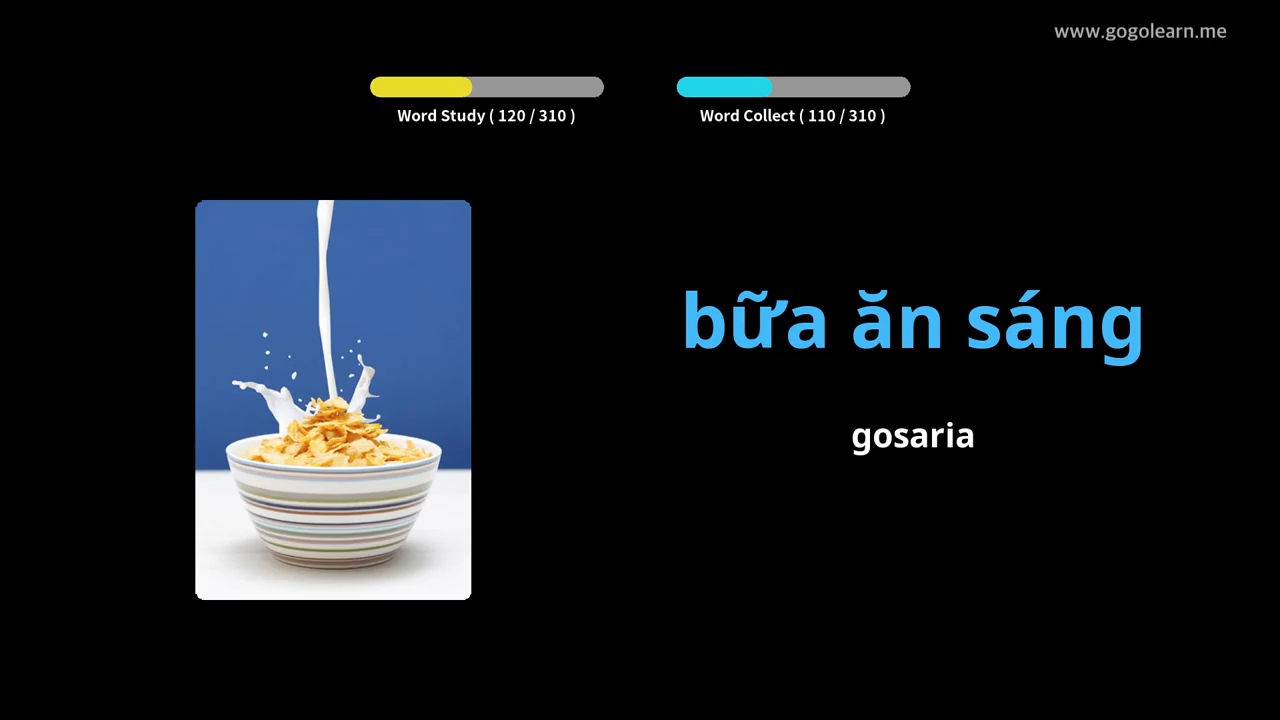 www.gogolearn.me
Word Study ( 120 / 310 )
Word Collect ( 110 / 310 )
bữa ăn sáng
gosaria